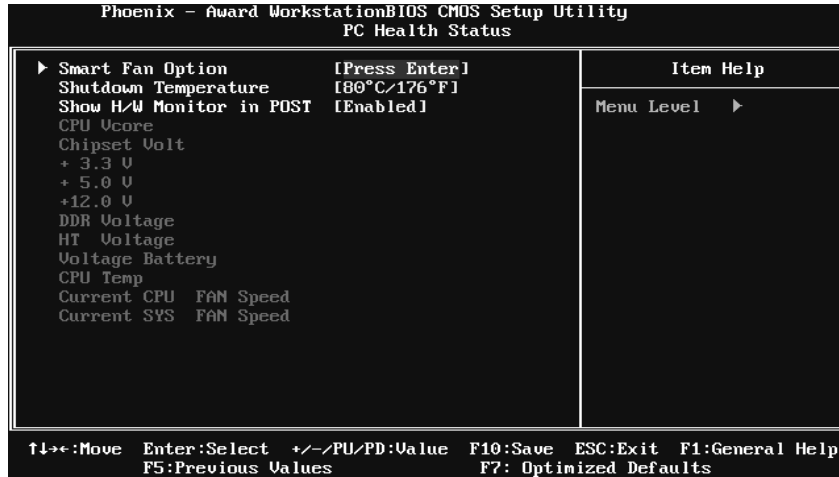 Phoenix – Award WorkstationBIOS CMOS Setup Utility
PC Health Status
▶ Smart Fan Option [Press Enter]
Shutdown Temperature [80°C/176°F]
Show H/W Monitor in POST [Enabled]
CPU Vcore
Chipset Volt
+ 3.3 V
+ 5.0 V
+12.0 V
DDR Voltage
HT Voltage
Voltage Battery
CPU Temp
Current CPU FAN Speed
Current SYS FAN Speed
Item Help
Menu Level ▶
↑↓→←:Move Enter:Select +/-/PU/PD:Value F10:Save ESC:Exit F1:General Help
F5:Previous Values F7: Optimized Defaults